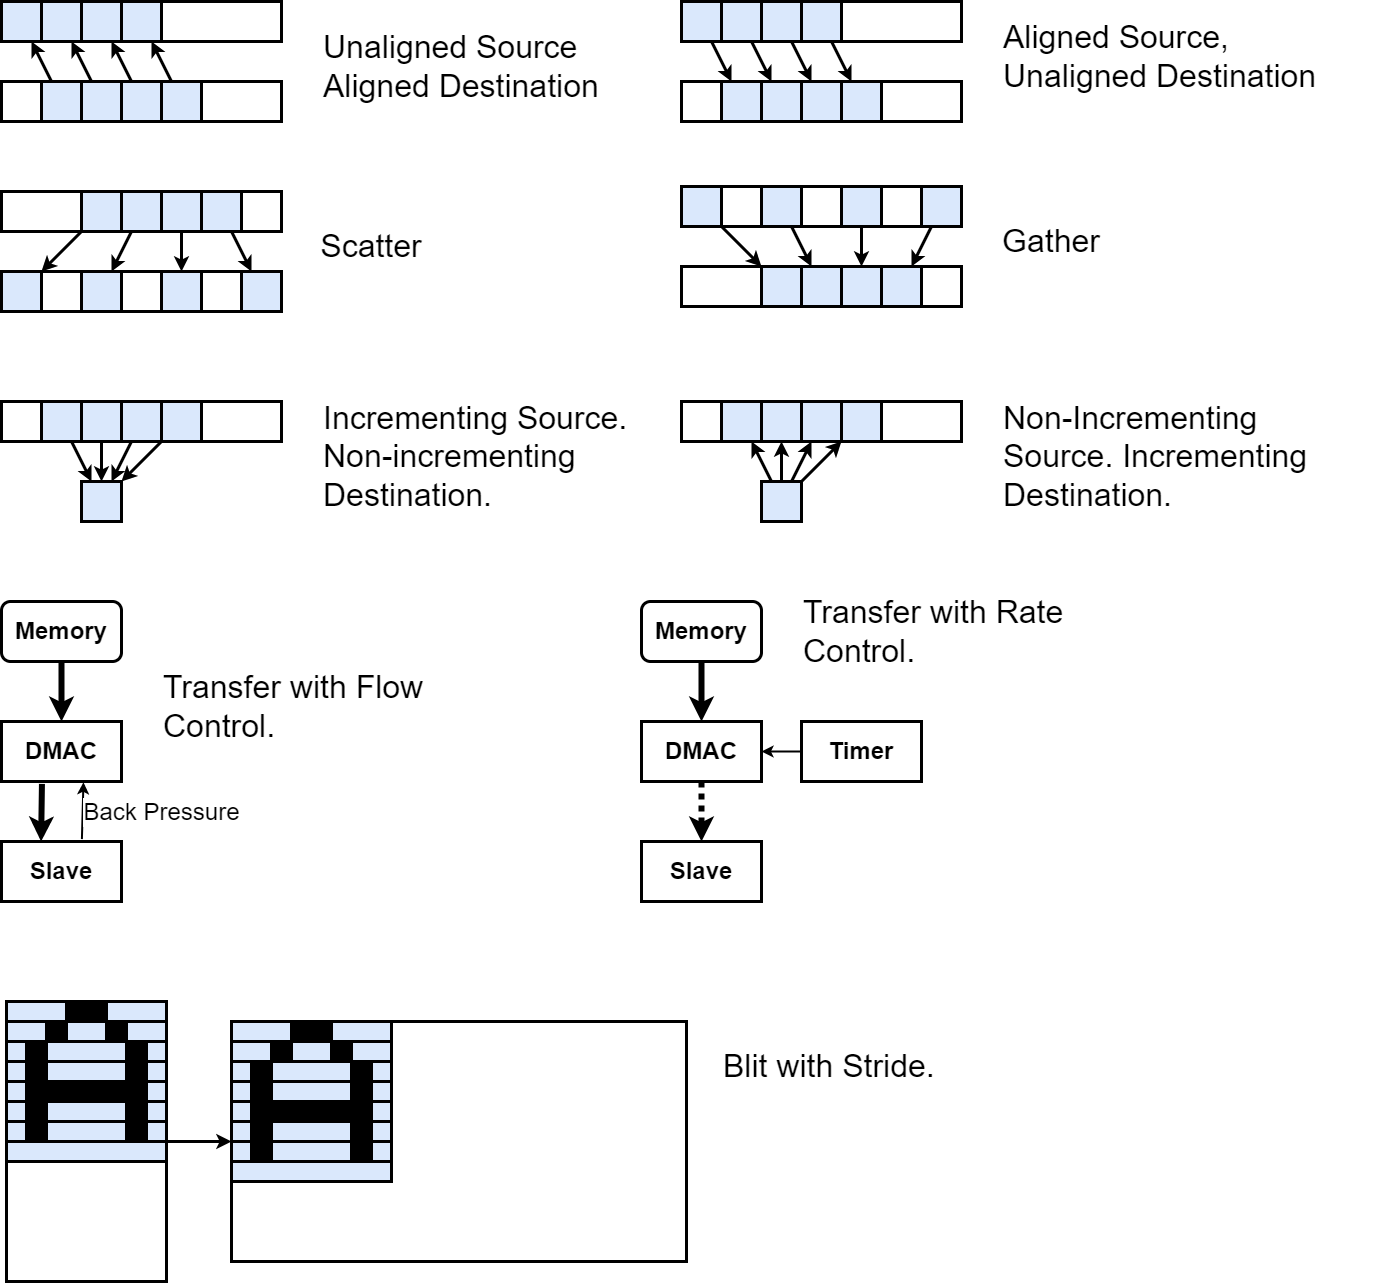 Unaligned Source
Aligned Destination
Aligned Source,
Unaligned Destination
Scatter
Gather
Incrementing Source.
Non-incrementing
Destination.
Non-Incrementing
Source. Incrementing
Destination.
Memory
DMAC
Back Pressure
Slave
Transfer with Flow
Control.
Memory
DMAC
Timer
Slave
Transfer with Rate
Control.
Blit with Stride.